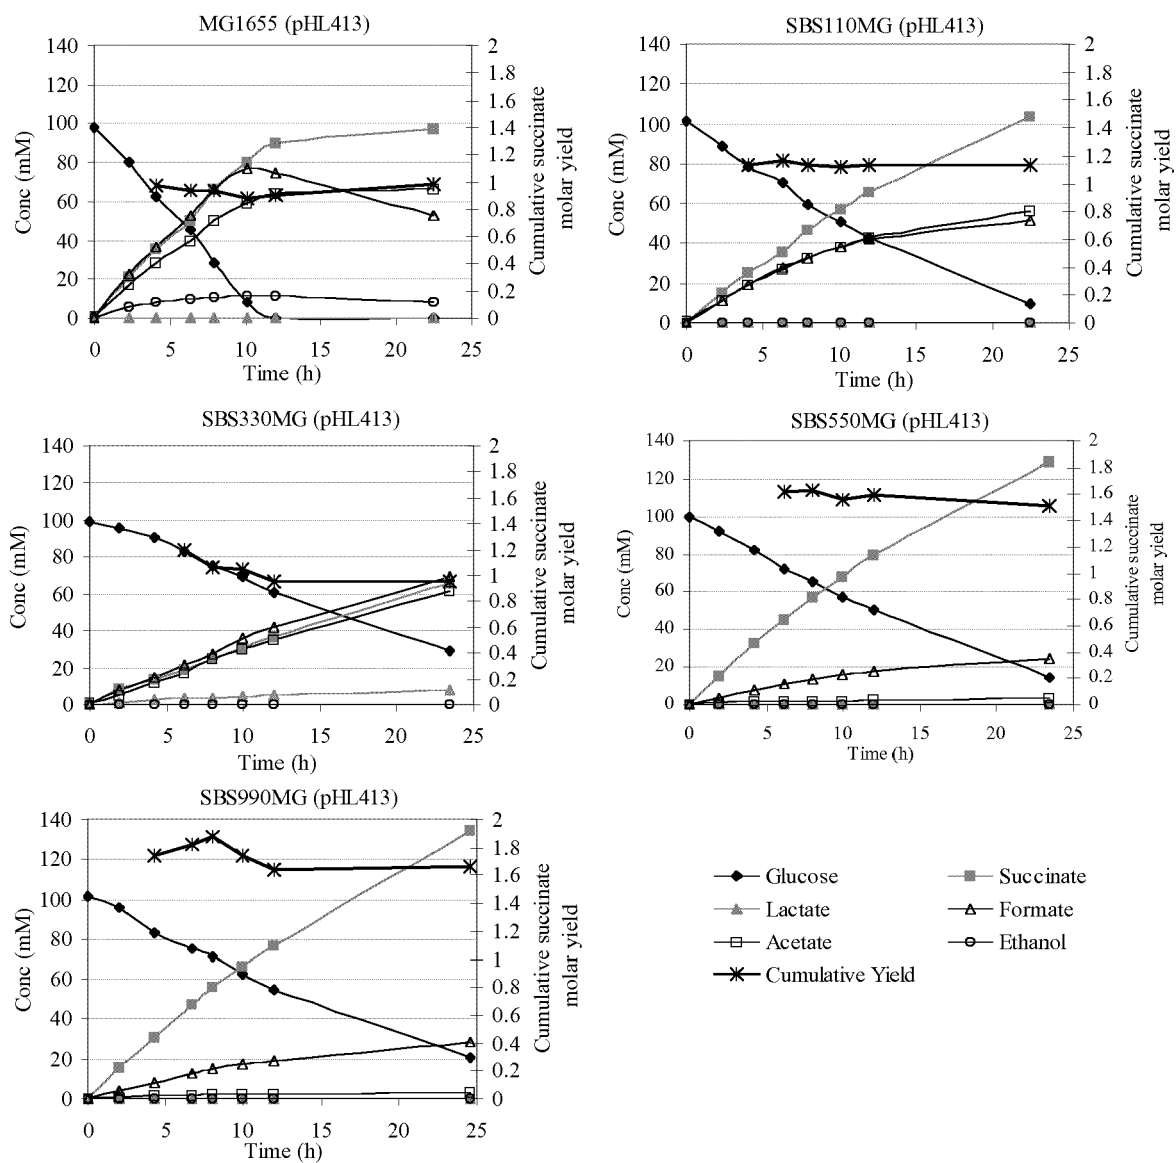 MG1655 (pHL413)
140
120
100
80
60
40
20
0
Conc (mM)
2
1.8
1.6
1.4
1.2
1
0.8
0.6
0.4
0.2
0
Cumulative succinate
molar yield
0 5 10 15 20 25
Time (h)
SBS110MG (pHL413)
140
120
100
80
60
40
20
0
Conc (mM)
2
1.8
1.6
1.4
1.2
1
0.8
0.6
0.4
0.2
0
Cumulative succinate
molar yield
0 5 10 15 20 25
Time (h)
SBS330MG (pHL413)
140
120
100
80
60
40
20
0
Conc (mM)
2
1.8
1.6
1.4
1.2
1
0.8
0.6
0.4
0.2
0
Cumulative succinate
molar yield
0 5 10 15 20 25
Time (h)
SBS550MG (pHL413)
140
120
100
80
60
40
20
0
Conc (mM)
2
1.8
1.6
1.4
1.2
1
0.8
0.6
0.4
0.2
0
Cumulative succinate
molar yield
0 5 10 15 20 25
Time (h)
SBS990MG (pHL413)
140
120
100
80
60
40
20
0
Conc (mM)
2
1.8
1.6
1.4
1.2
1
0.8
0.6
0.4
0.2
0
Cumulative succinate
molar yield
0 5 10 15 20 25
Time (h)
Glucose Succinate
Lactate Formate
Acetate Ethanol
Cumulative Yield